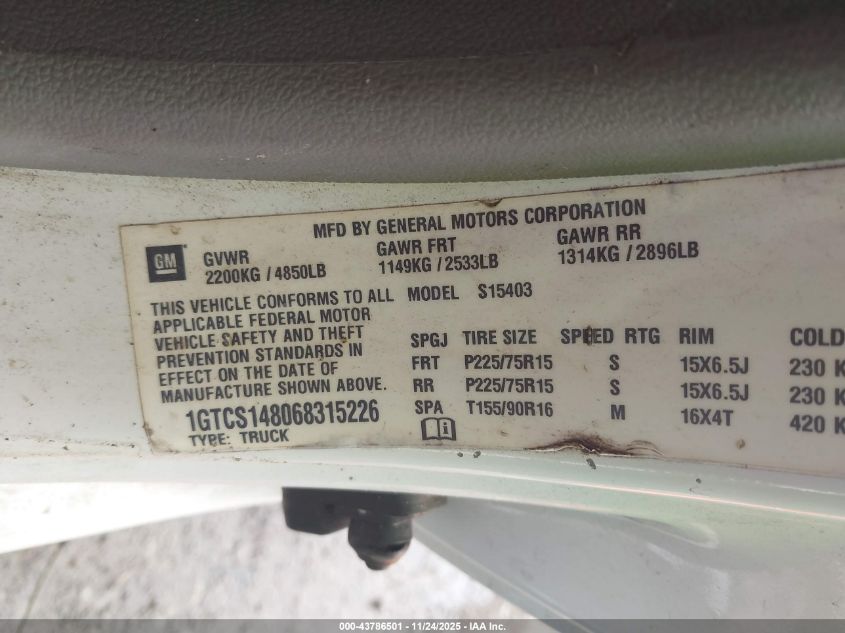 MFD BY GENERAL MOTORS CORPORATION
GM
GVWR GAWR FRT GAWR RR
2200KG / 4850LB 1149KG / 2533LB 1314KG / 2896LB
THIS VEHICLE CONFORMS TO ALL
APPLICABLE FEDERAL MOTOR
VEHICLE SAFETY AND THEFT
PREVENTION STANDARDS IN
EFFECT ON THE DATE OF
MANUFACTURE SHOWN ABOVE.
1GTCS148068315226
TYPE: TRUCK
MODEL S15403
SPGJ TIRE SIZE SPEED RTG RIM COLD
FRT P225/75R15 S 15X6.5J 230 K
RR P225/75R15 S 15X6.5J 230 K
SPA T155/90R16 M 16X4T 420 K
000-43786501 - 11/24/2025 - IAA Inc.